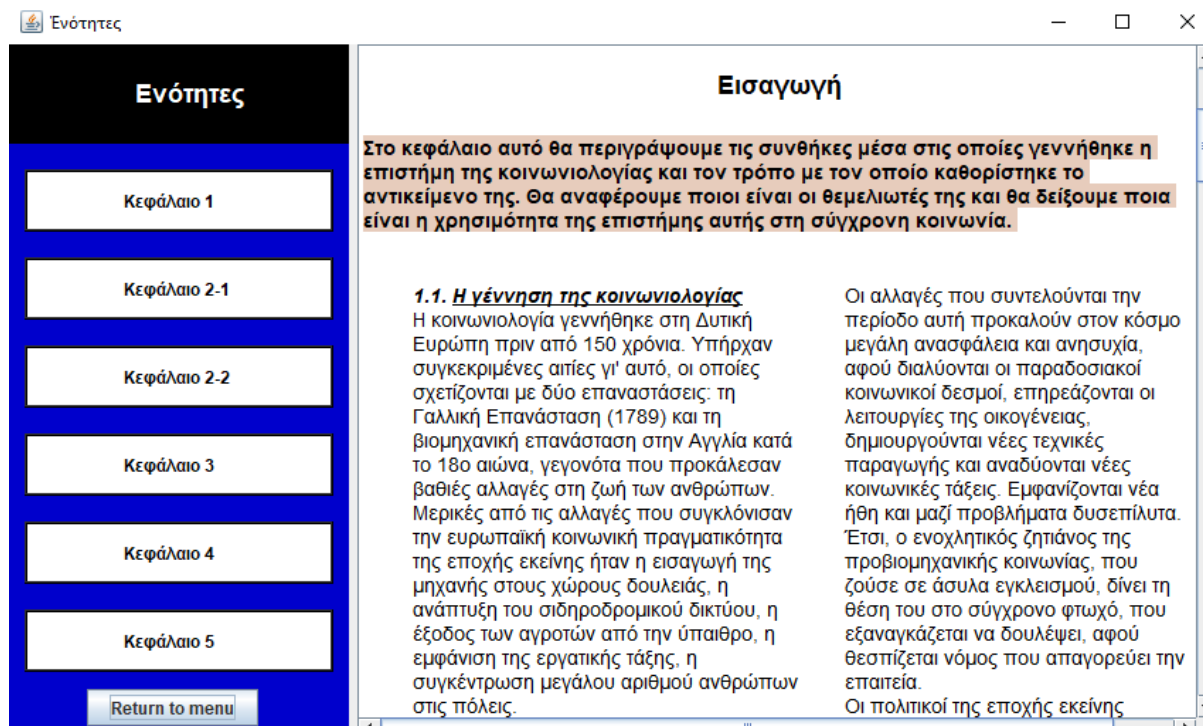 Ένότητες
Ενότητες
Κεφάλαιο 1
Κεφάλαιο 2-1
Κεφάλαιο 2-2
Κεφάλαιο 3
Κεφάλαιο 4
Κεφάλαιο 5
Return to menu
Εισαγωγή
Στο κεφάλαιο αυτό θα περιγράψουμε τις συνθήκες μέσα στις οποίες γεννήθηκε η
επιστήμη της κοινωνιολογίας και τον τρόπο με τον οποίο καθορίστηκε το
αντικείμενο της. Θα αναφέρουμε ποιοι είναι οι θεμελιωτές της και θα δείξουμε ποια
είναι η χρησιμότητα της επιστήμης αυτής στη σύγχρονη κοινωνία.
1.1. Η γέννηση της κοινωνιολογίας
Η κοινωνιολογία γεννήθηκε στη Δυτική
Ευρώπη πριν από 150 χρόνια. Υπήρχαν
συγκεκριμένες αιτίες γι' αυτό, οι οποίες
σχετίζονται με δύο επαναστάσεις: τη
Γαλλική Επανάσταση (1789) και τη
βιομηχανική επανάσταση στην Αγγλία κατά
το 18ο αιώνα, γεγονότα που προκάλεσαν
βαθιές αλλαγές στη ζωή των ανθρώπων.
Μερικές από τις αλλαγές που συγκλόνισαν
την ευρωπαϊκή κοινωνική πραγματικότητα
της εποχής εκείνης ήταν η εισαγωγή της
μηχανής στους χώρους δουλειάς, η
ανάπτυξη του σιδηροδρομικού δικτύου, η
έξοδος των αγροτών από την ύπαιθρο, η
εμφάνιση της εργατικής τάξης, η
συγκέντρωση μεγάλου αριθμού ανθρώπων
στις πόλεις.
Οι αλλαγές που συντελούνται την
περίοδο αυτή προκαλούν στον κόσμο
μεγάλη ανασφάλεια και ανησυχία,
αφού διαλύονται οι παραδοσιακοί
κοινωνικοί δεσμοί, επηρεάζονται οι
λειτουργίες της οικογένειας,
δημιουργούνται νέες τεχνικές
παραγωγής και αναδύονται νέες
κοινωνικές τάξεις. Εμφανίζονται νέα
ήθη και μαζί προβλήματα δυσεπίλυτα.
Έτσι, ο ενοχλητικός ζητιάνος της
προβιομηχανικής κοινωνίας, που
ζούσε σε άσυλα εγκλεισμού, δίνει τη
θέση του στο σύγχρονο φτωχό, που
εξαναγκάζεται να δουλέψει, αφού
θεσπίζεται νόμος που απαγορεύει την
επαιτεία.
Οι πολιτικοί της εποχής εκείνης